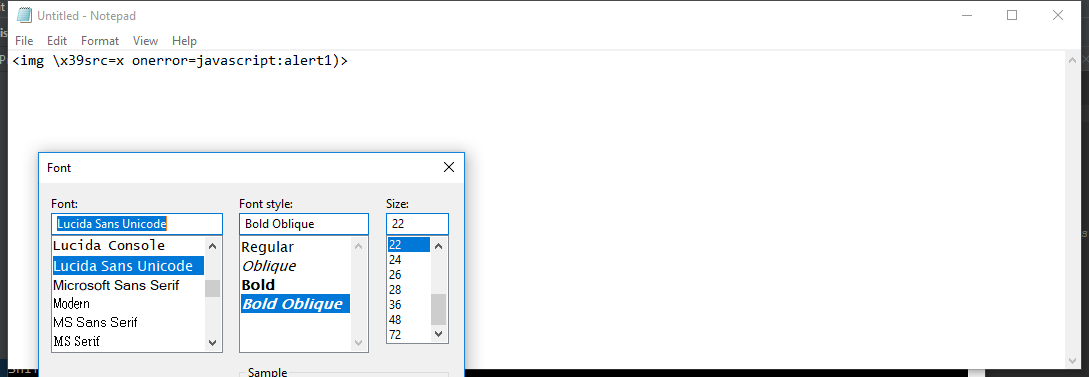 Untitled - Notepad
File Edit Format View Help
<img \x39src=x onerror=javascript:alert1)>
Font
Font: Font style: Size:
Lucida Sans Unicode Bold Oblique 22
Lucida Console Regular 22
Lucida Sans Unicode Oblique 24
Microsoft Sans Serif Bold 26
Modern Bold Oblique 28
MS Sans Serif 36
MS Serif 48
72
Sample